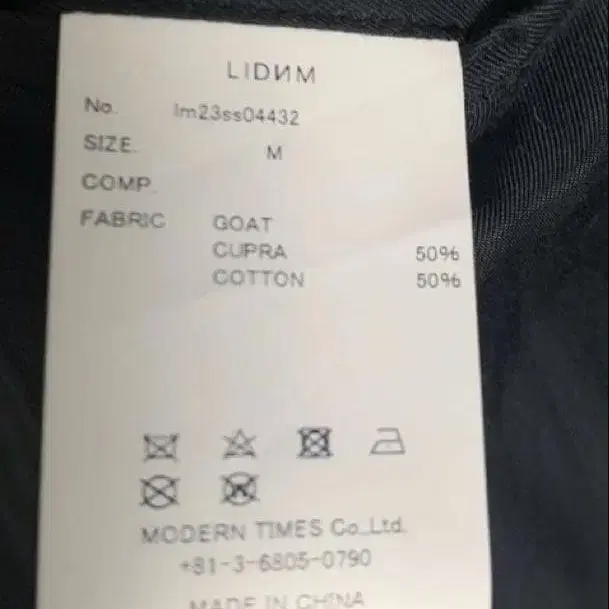 LIDИM
No. lm23ss04432
SIZE. M
COMP.
FABRIC GOAT
CUPRA 50%
COTTON 50%
MODERN TIMES Co.,Ltd.
+81-3-6805-0790
MADE IN CHINA